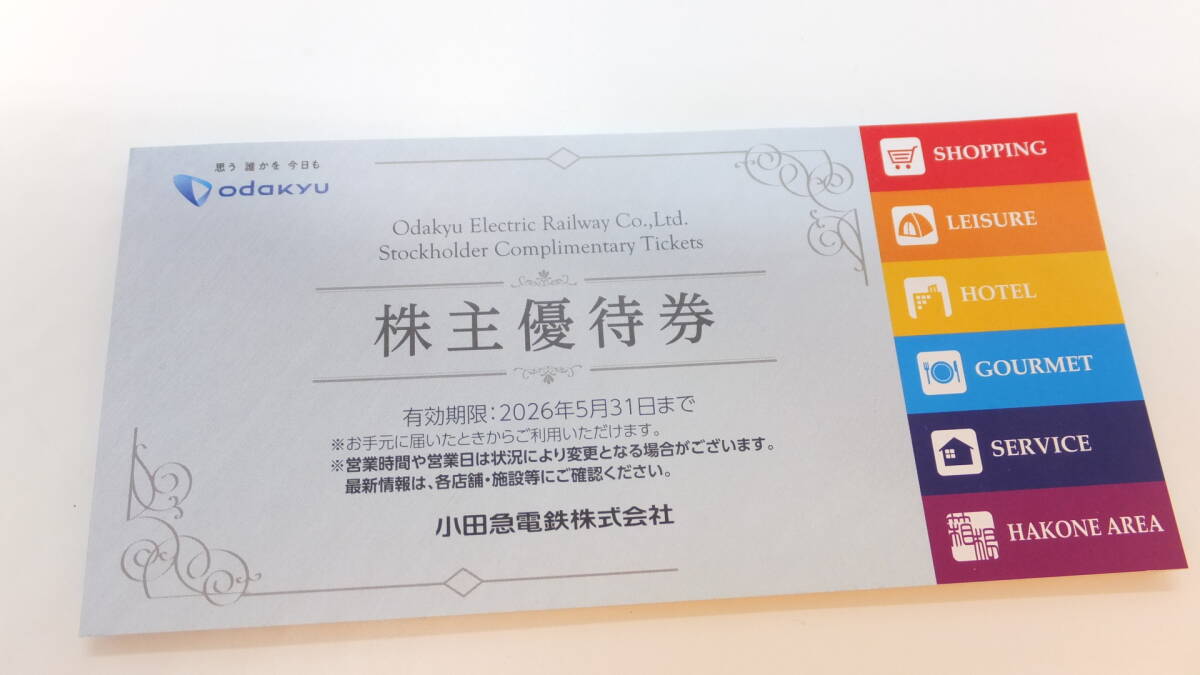 思う 誰かを 今日も
odakyu
Odakyu Electric Railway Co.,Ltd.
Stockholder Complimentary Tickets
株主優待券
有効期限：2026年5月31日まで
※お手元に届いたときからご利用いただけます。
※営業時間や営業日は状況により変更となる場合がございます。
最新情報は、各店舗・施設等にご確認ください。
小田急電鉄株式会社
SHOPPING
LEISURE
HOTEL
GOURMET
SERVICE
箱根
HAKONE AREA